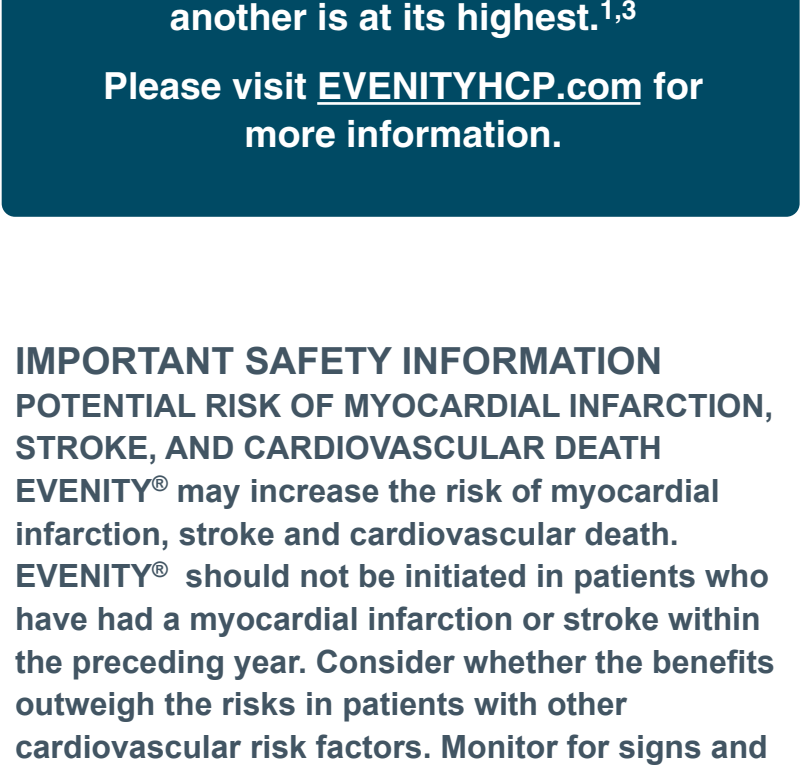 another is at its highest.1,3
Please visit EVENITYHCP.com for
more information.
IMPORTANT SAFETY INFORMATION
POTENTIAL RISK OF MYOCARDIAL INFARCTION,
STROKE, AND CARDIOVASCULAR DEATH
EVENITY® may increase the risk of myocardial
infarction, stroke and cardiovascular death.
EVENITY® should not be initiated in patients who
have had a myocardial infarction or stroke within
the preceding year. Consider whether the benefits
outweigh the risks in patients with other
cardiovascular risk factors. Monitor for signs and